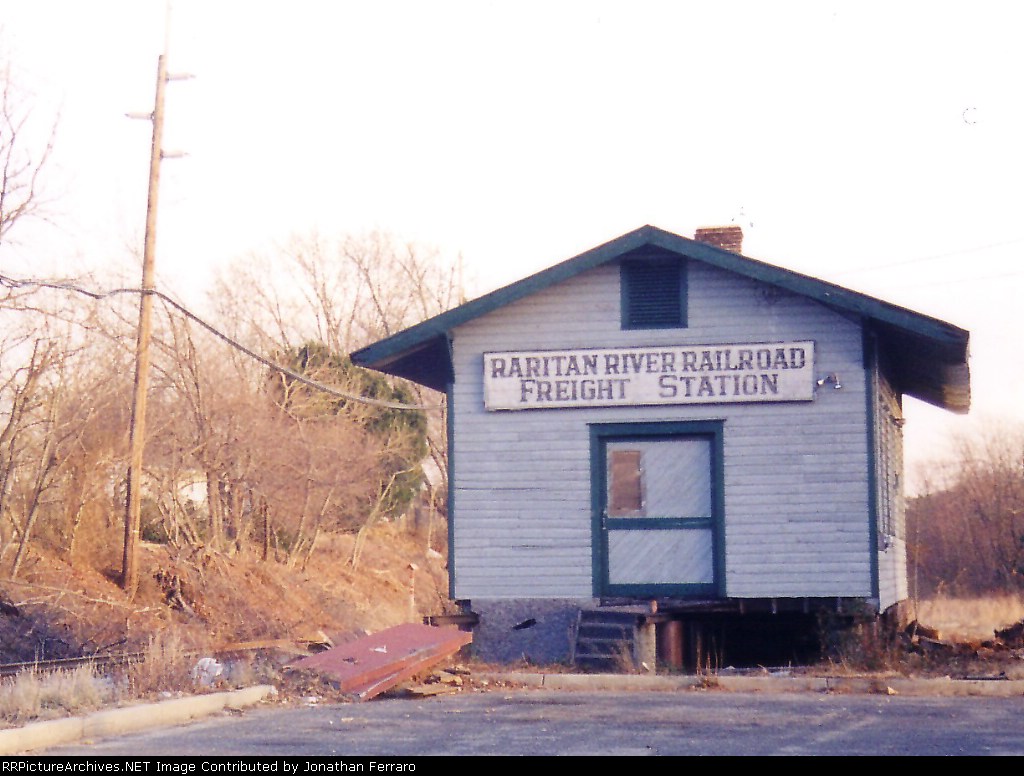 RARITAN RIVER RAILROAD
FREIGHT STATION
RRPictureArchives.NET Image Contributed by Jonathan Ferraro